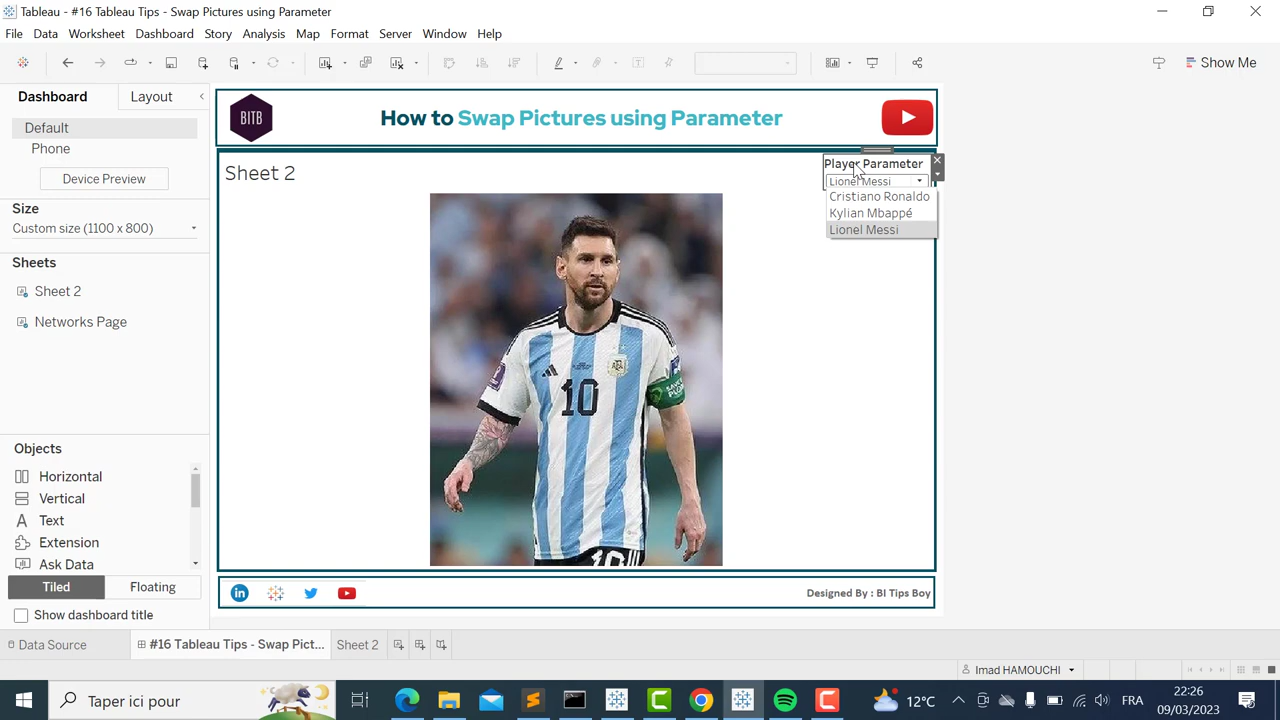 Tableau - #16 Tableau Tips - Swap Pictures using Parameter
File Data Worksheet Dashboard Story Analysis Map Format Server Window Help
Show Me
Dashboard Layout
Default
Phone
Device Preview
Size
Custom size (1100 x 800)
Sheets
Sheet 2
Networks Page
Objects
Horizontal
Vertical
Text
Extension
Ask Data
Tiled Floating
Show dashboard title
BITB
How to Swap Pictures using Parameter
Sheet 2
Player Parameter
Lionel Messi
Cristiano Ronaldo
Kylian Mbappé
Lionel Messi
10
10
in
Designed By : BI Tips Boy
Data Source #16 Tableau Tips - Swap Pict... Sheet 2
Imad HAMOUCHI
Taper ici pour
12°C
FRA
22:26
09/03/2023